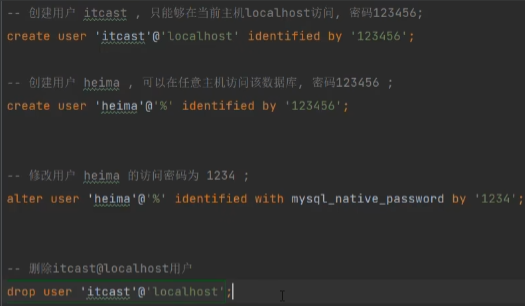 -- 创建用户 itcast , 只能够在当前主机localhost访问, 密码123456;
create user 'itcast'@'localhost' identified by '123456';
-- 创建用户 heima , 可以在任意主机访问该数据库, 密码123456 ;
create user 'heima'@'%' identified by '123456';
-- 修改用户 heima 的访问密码为 1234 ;
alter user 'heima'@'%' identified with mysql_native_password by '1234';
-- 删除itcast@localhost用户
drop user 'itcast'@'localhost';